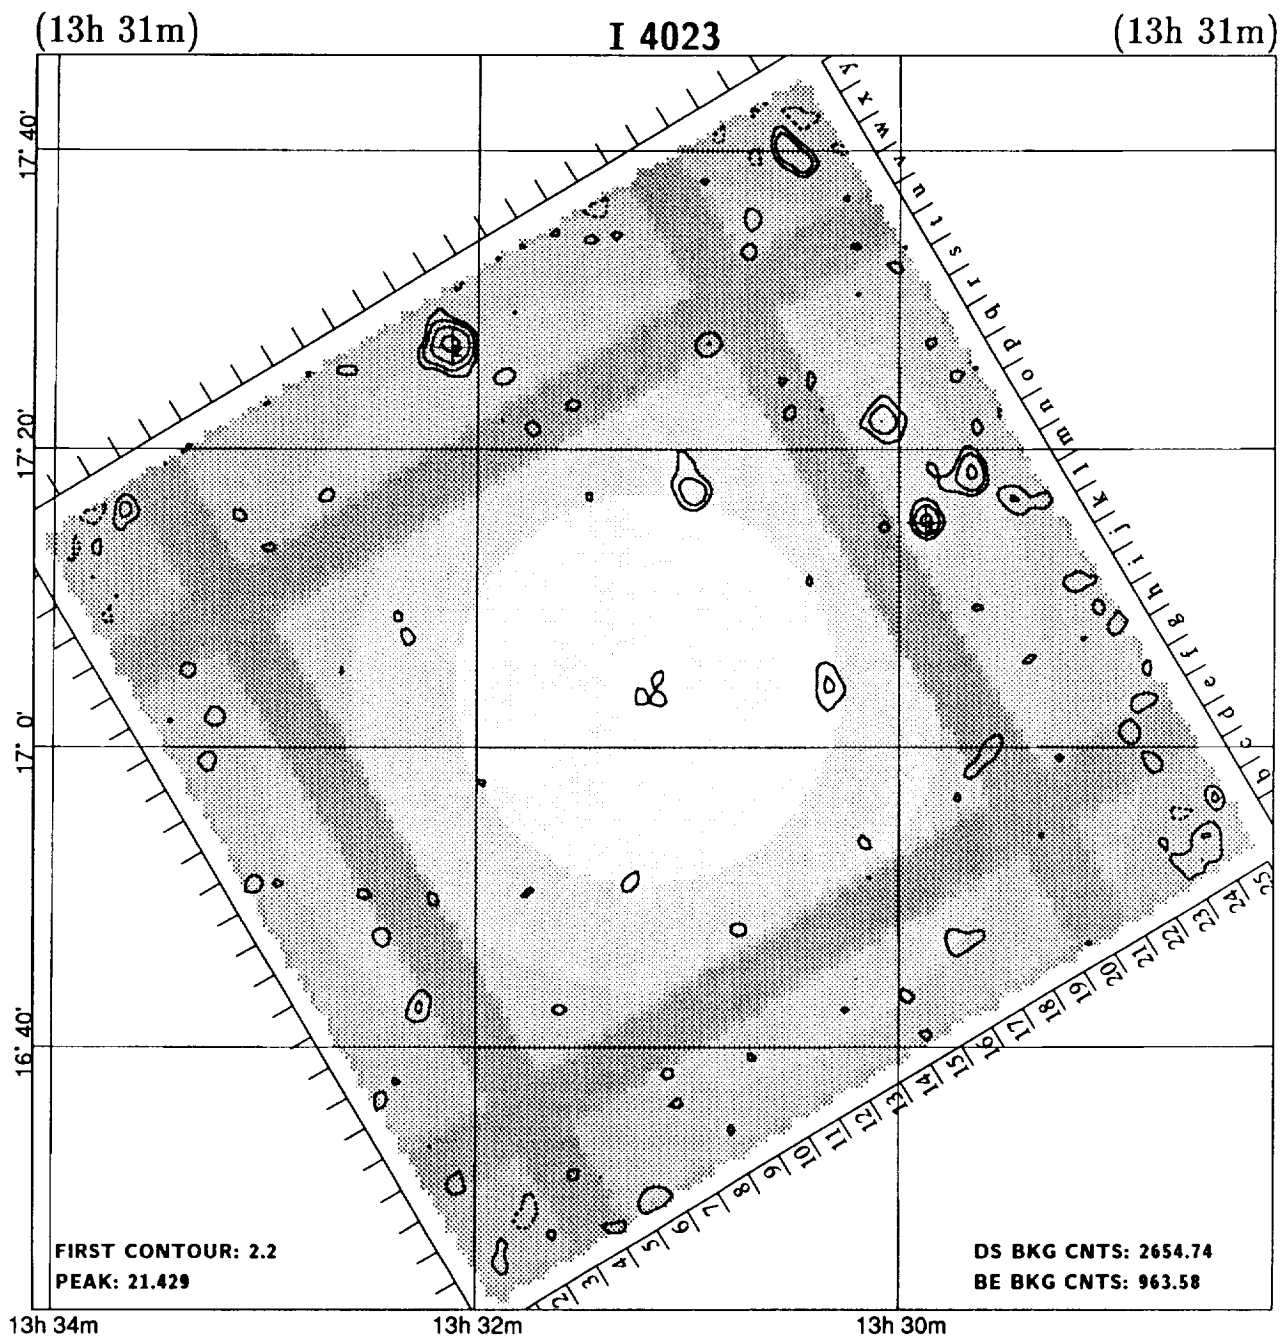 (13h 31m) I 4023 (13h 31m)
17° 40'
17° 20'
17° 0'
16° 40'
y
x
w
v
u
t
s
r
q
p
o
n
m
l
k
j
i
h
g
f
e
d
c
b
25
24
23
22
21
20
19
18
17
16
15
14
13
12
11
10
9
8
7
6
5
4
3
2
FIRST CONTOUR: 2.2
PEAK: 21.429
DS BKG CNTS: 2654.74
BE BKG CNTS: 963.58
13h 34m 13h 32m 13h 30m